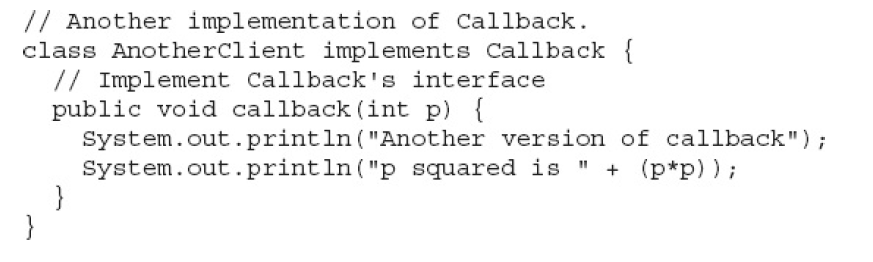 // Another implementation of Callback.
class AnotherClient implements Callback {
  // Implement Callback's interface
  public void callback(int p) {
    System.out.println("Another version of callback");
    System.out.println("p squared is " + (p*p));
  }
}